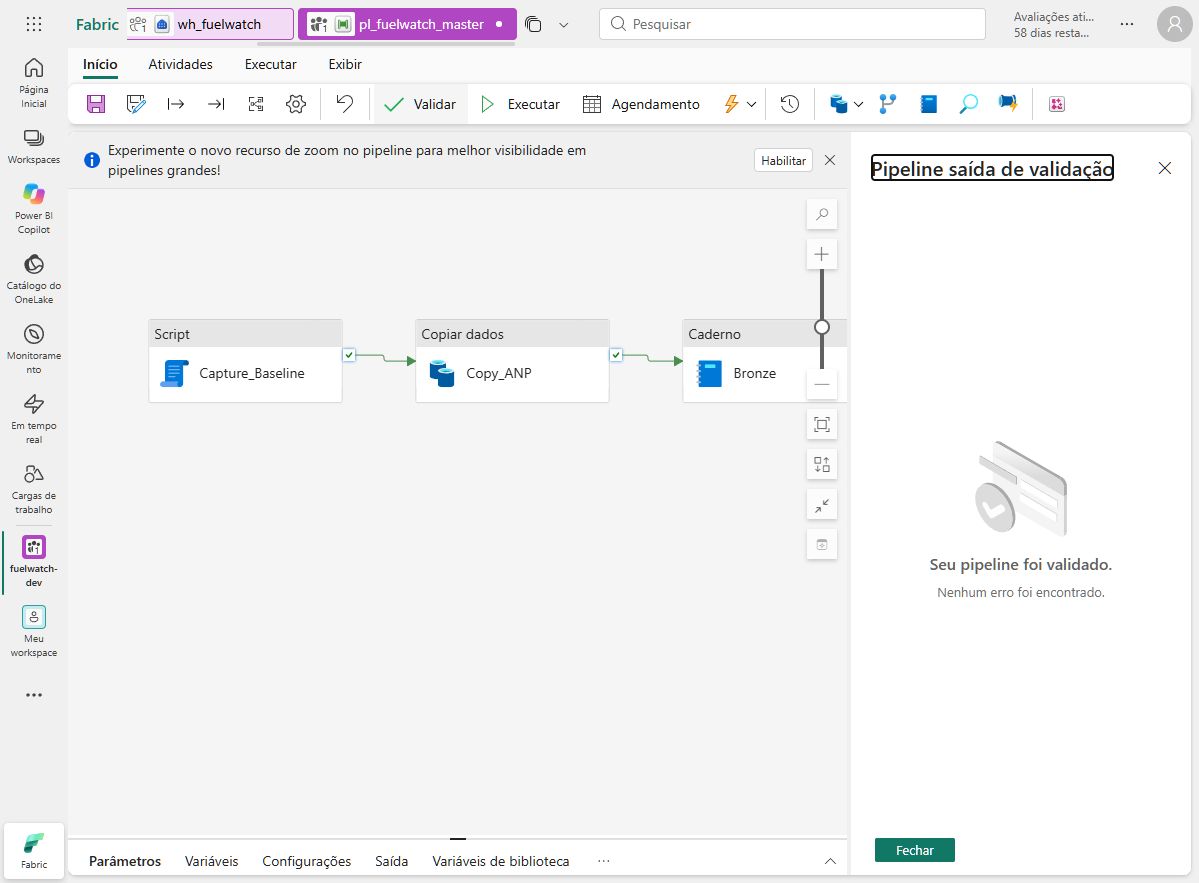 Fabric
wh_fuelwatch
pl_fuelwatch_master
Pesquisar
Avaliações ati...
58 dias resta...
Página
Inicial
Workspaces
Power BI
Copilot
Catálogo do
OneLake
Monitorame
nto
Em tempo
real
Cargas de
trabalho
fuelwatch-
dev
Meu
workspace
Fabric
Início
Atividades
Executar
Exibir
Validar
Executar
Agendamento
Experimente o novo recurso de zoom no pipeline para melhor visibilidade em
pipelines grandes!
Habilitar
Script
Capture_Baseline
Copiar dados
Copy_ANP
Caderno
Bronze
Parâmetros
Variáveis
Configurações
Saída
Variáveis de biblioteca
Pipeline saída de validação
Seu pipeline foi validado.
Nenhum erro foi encontrado.
Fechar